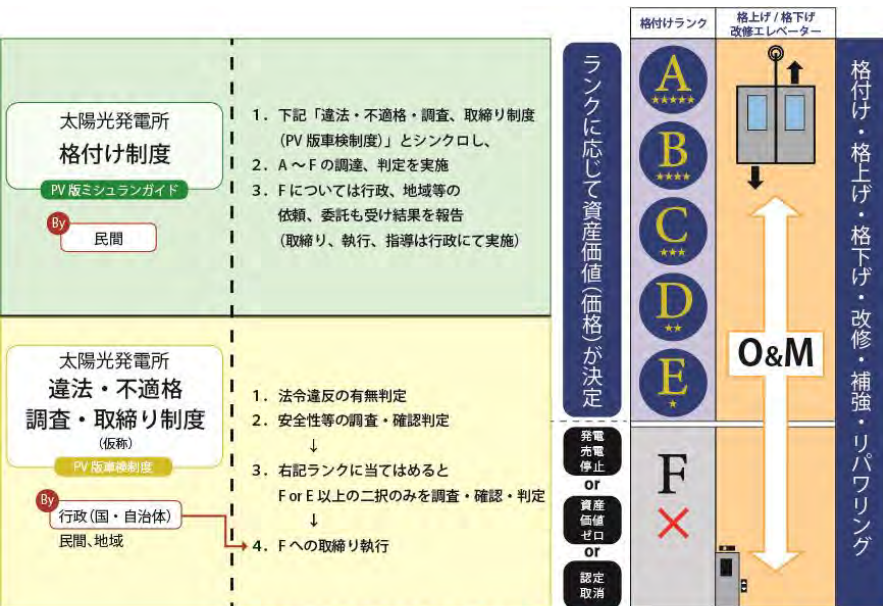 格付けランク
格上げ / 格下げ
改修エレベーター
太陽光発電所
格付け制度
PV 版ミシュランガイド
By
民間
1. 下記「違法・不適格・調査、取締り制度
(PV 版車検制度)」とシンクロし、
2. A ~ F の調達、判定を実施
3. F については行政、地域等の
依頼、委託も受け結果を報告
(取締り、執行、指導は行政にて実施)
太陽光発電所
違法・不適格
調査・取締り制度
(仮称)
PV 版車検制度
By
行政(国・自治体)
民間、地域
1. 法令違反の有無判定
2. 安全性等の調査・確認判定
↓
3. 右記ランクに当てはめると
F or E 以上の二択のみを調査・確認・判定
↓
4. F への取締り執行
ランクに応じて資産価値(価格)が決定
発電
売電
停止
or
資産
価値
ゼロ
or
認定
取消
A
★★★★★
B
★★★★
C
★★★
D
★★
E
★
F
O&M
格付け・格上げ・格下げ・改修・補強・リパワリング